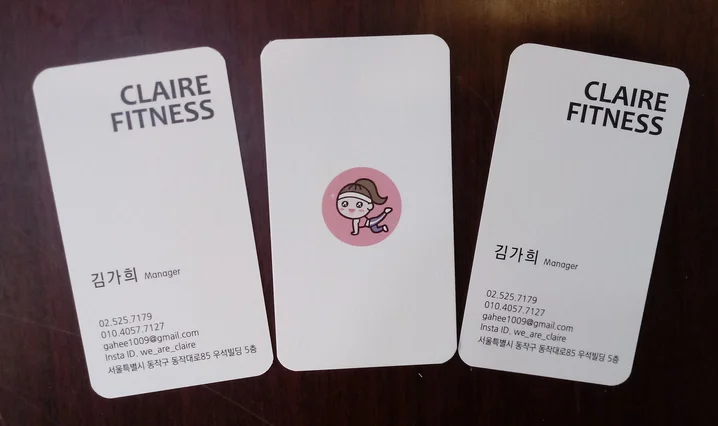 CLAIRE
FITNESS
김가희 Manager
02.525.7179
010.4057.7127
gahee1009@gmail.com
Insta ID. we_are_claire
서울특별시 동작구 동작대로85 우석빌딩 5층
CLAIRE
FITNESS
김가희 Manager
02.525.7179
010.4057.7127
gahee1009@gmail.com
Insta ID. we_are_claire
서울특별시 동작구 동작대로85 우석빌딩 5층